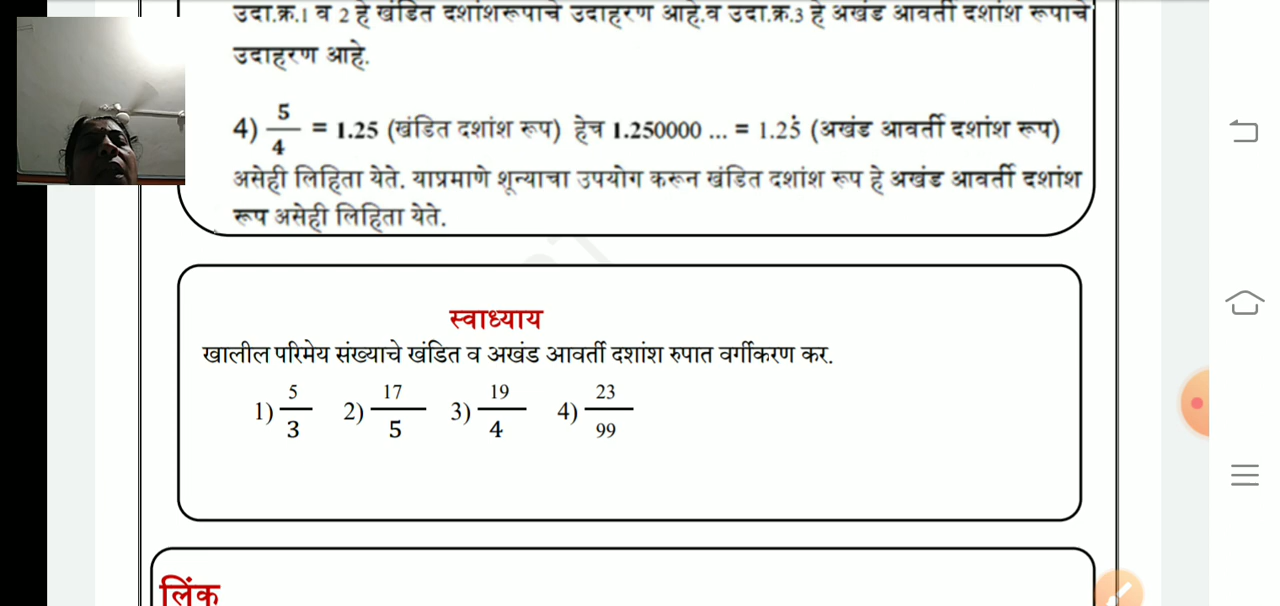 उदा.क्र.1 व 2 हे खंडित दशांशरूपाचे उदाहरण आहे.व उदा.क्र.3 हे अखंड आवर्ती दशांश रूपाचे
उदाहरण आहे.
4) 5/4 = 1.25 (खंडित दशांश रूप) हेच 1.250000 ... = 1.25̇ (अखंड आवर्ती दशांश रूप)
असेही लिहिता येते. याप्रमाणे शून्याचा उपयोग करून खंडित दशांश रूप हे अखंड आवर्ती दशांश
रूप असेही लिहिता येते.
स्वाध्याय
खालील परिमेय संख्याचे खंडित व अखंड आवर्ती दशांश रुपात वर्गीकरण कर.
1) 5/3 2) 17/5 3) 19/4 4) 23/99
लिंक